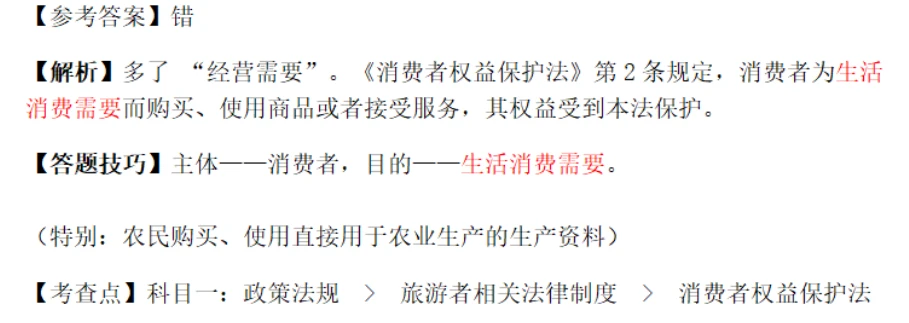 【参考答案】错
【解析】多了 “经营需要”。《消费者权益保护法》第 2 条规定，消费者为生活
消费需要而购买、使用商品或者接受服务，其权益受到本法保护。
【答题技巧】主体——消费者，目的——生活消费需要。
（特别：农民购买、使用直接用于农业生产的生产资料）
【考查点】科目一：政策法规 > 旅游者相关法律制度 > 消费者权益保护法